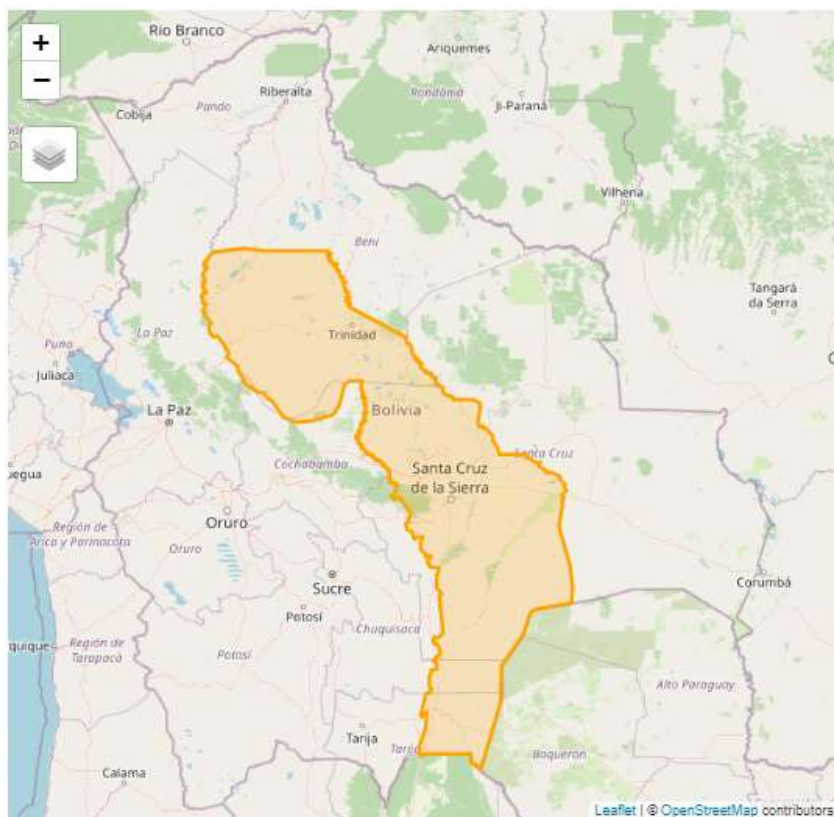 Rio Branco
Ariquemes
+
−
Riberalta
Rondônia
Cobija
Pando
Ji-Paraná
Vilhena
Beni
Trinidad
Tangará
da Serra
La Paz
Puno
Juliaca
La Paz
Bolivia
Santa Cruz
Cochabamba
Santa Cruz
de la Sierra
Oruro
Región de
Arica y Parinacota
Oruro
Sucre
Corumbá
Potosí
Chuquisaca
Región de
Tarapacá
Potosí
Alto Paraguay
Tarija
Tarija
Boquerón
Calama
Leaflet | © OpenStreetMap contributors